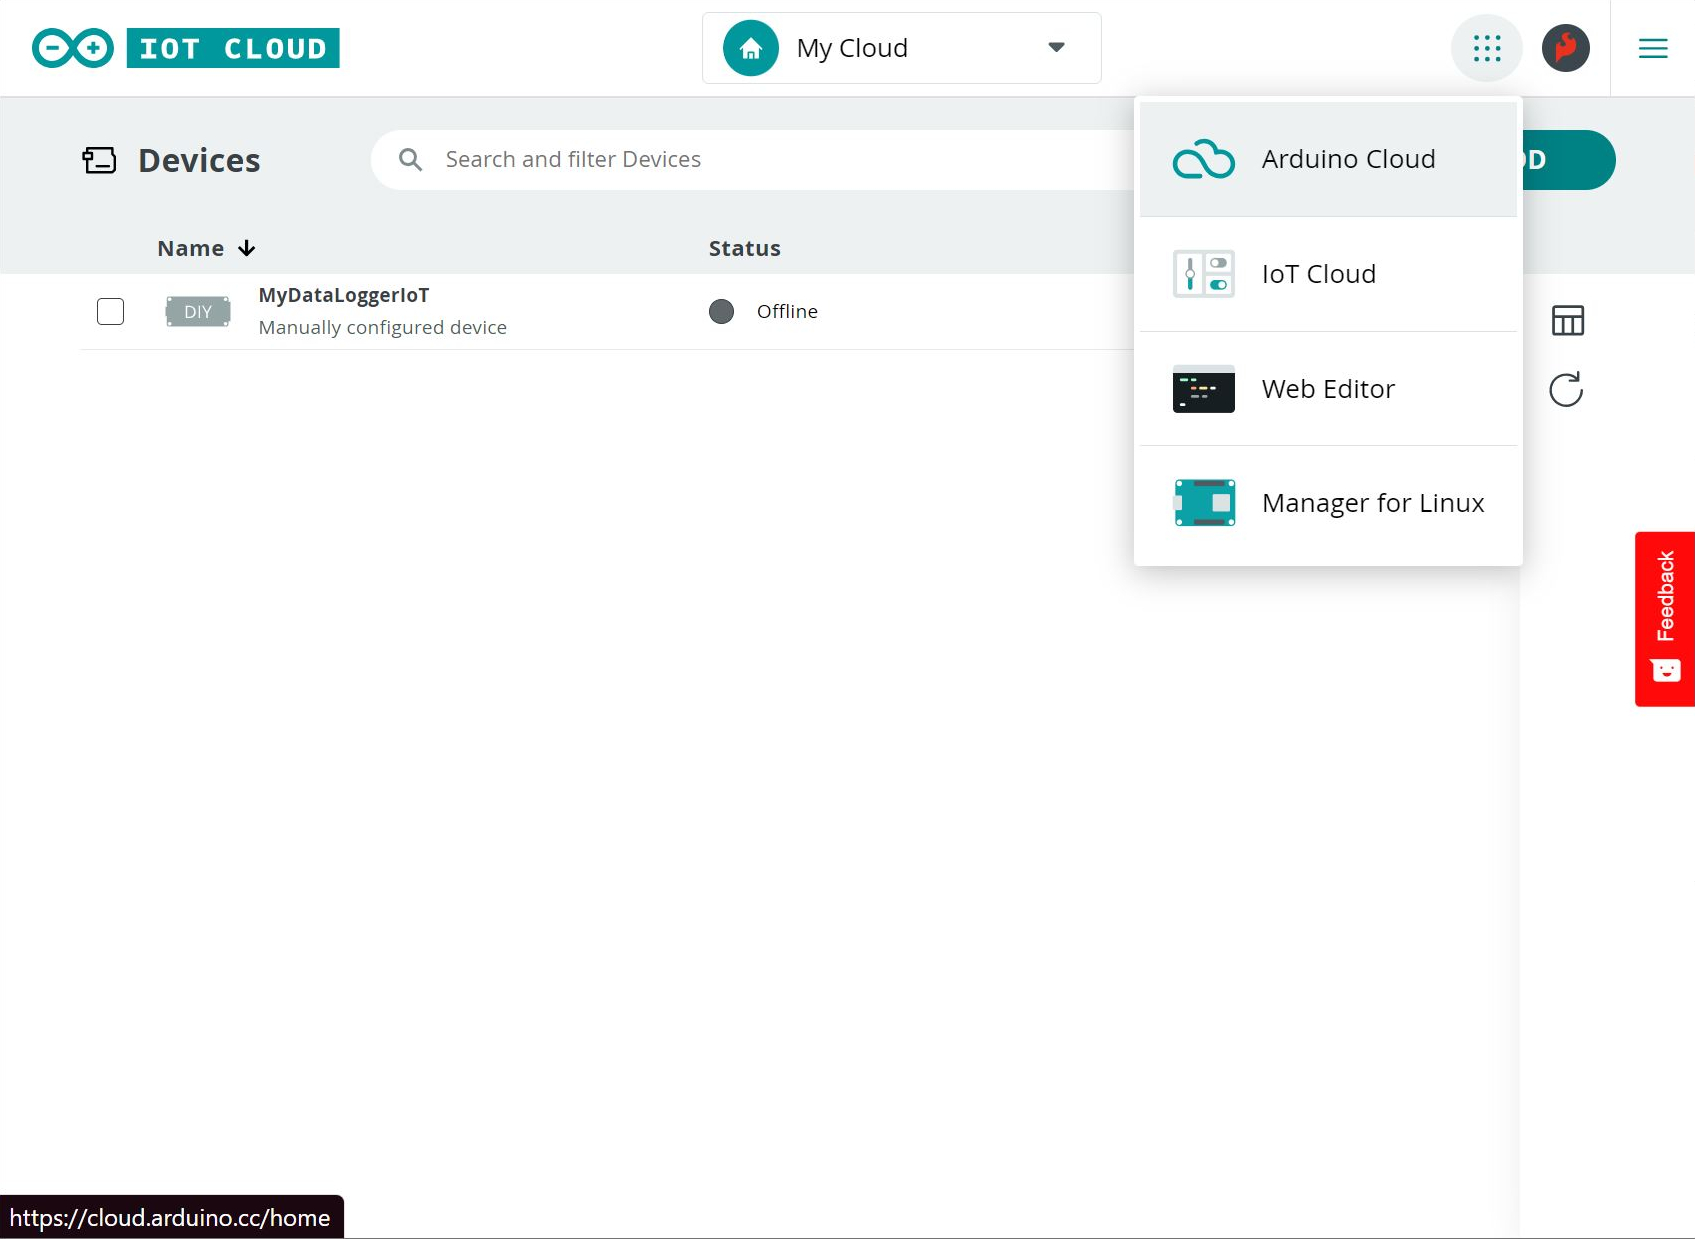 IOT CLOUD
My Cloud
Devices
Search and filter Devices
Arduino Cloud
Name
Status
DIY
MyDataLoggerIoT
Manually configured device
Offline
IoT Cloud
Web Editor
Manager for Linux
Feedback
https://cloud.arduino.cc/home